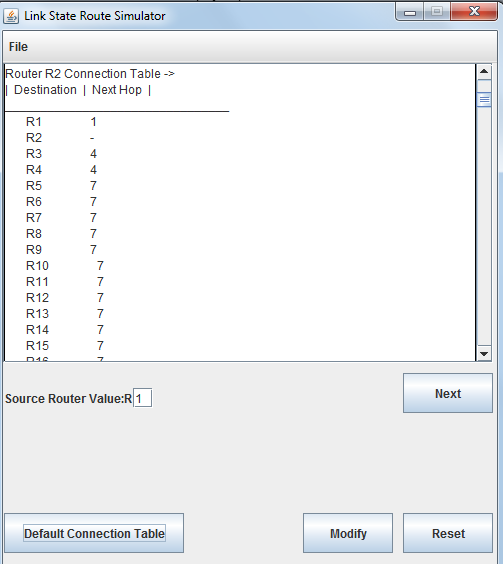 Link State Route Simulator
File
Router R2 Connection Table ->
| Destination | Next Hop |
R1 1
R2 -
R3 4
R4 4
R5 7
R6 7
R7 7
R8 7
R9 7
R10 7
R11 7
R12 7
R13 7
R14 7
R15 7
R16 7
Source Router Value:R 1
Next
Default Connection Table
Modify
Reset